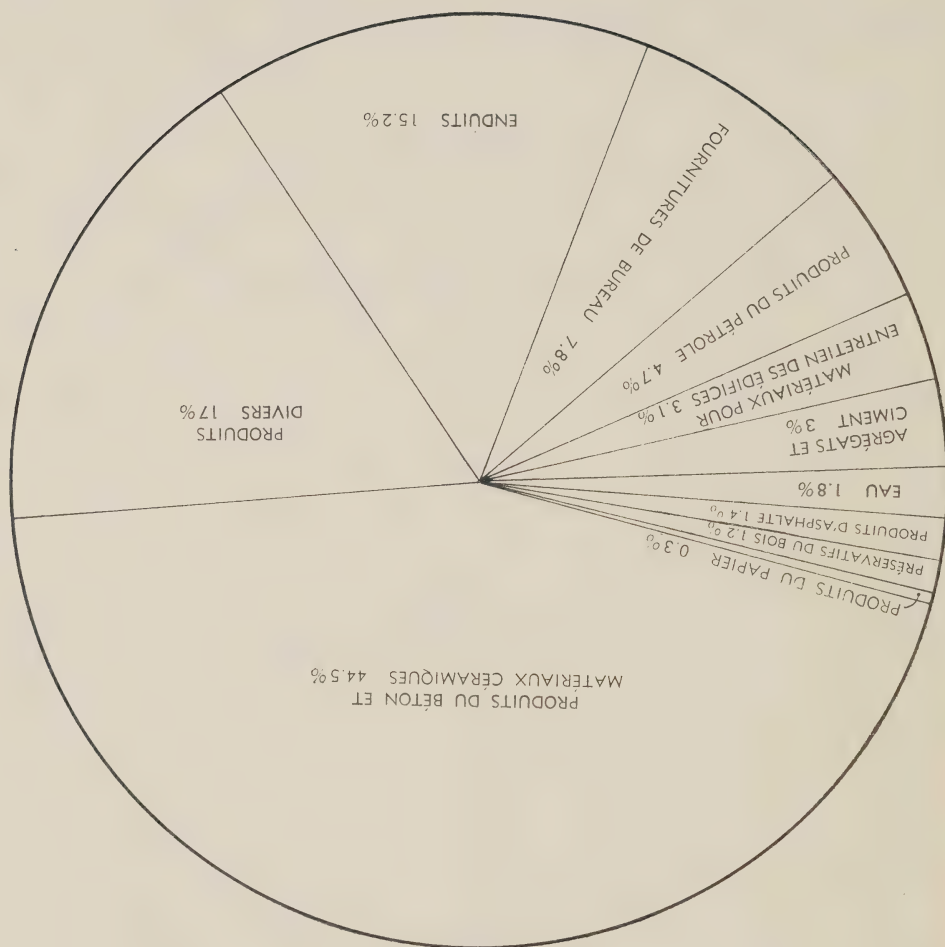 PRODUITS DU BÉTON ET
MATÉRIAUX CÉRAMIQUES 44.5%
PRODUITS DU PAPIER 0.3%
PRÉSERVATIFS DU BOIS 1.2%
PRODUITS D'ASPHALTE 1.4%
EAU 1.8%
AGRÉGATS ET
CIMENT 3%
MATÉRIAUX POUR
ENTRETIEN DES ÉDIFICES 3.1%
PRODUITS DU PÉTROLE 4.7%
FOURNITURES DE BUREAU 7.8%
ENDUITS 15.2%
PRODUITS
DIVERS 17%